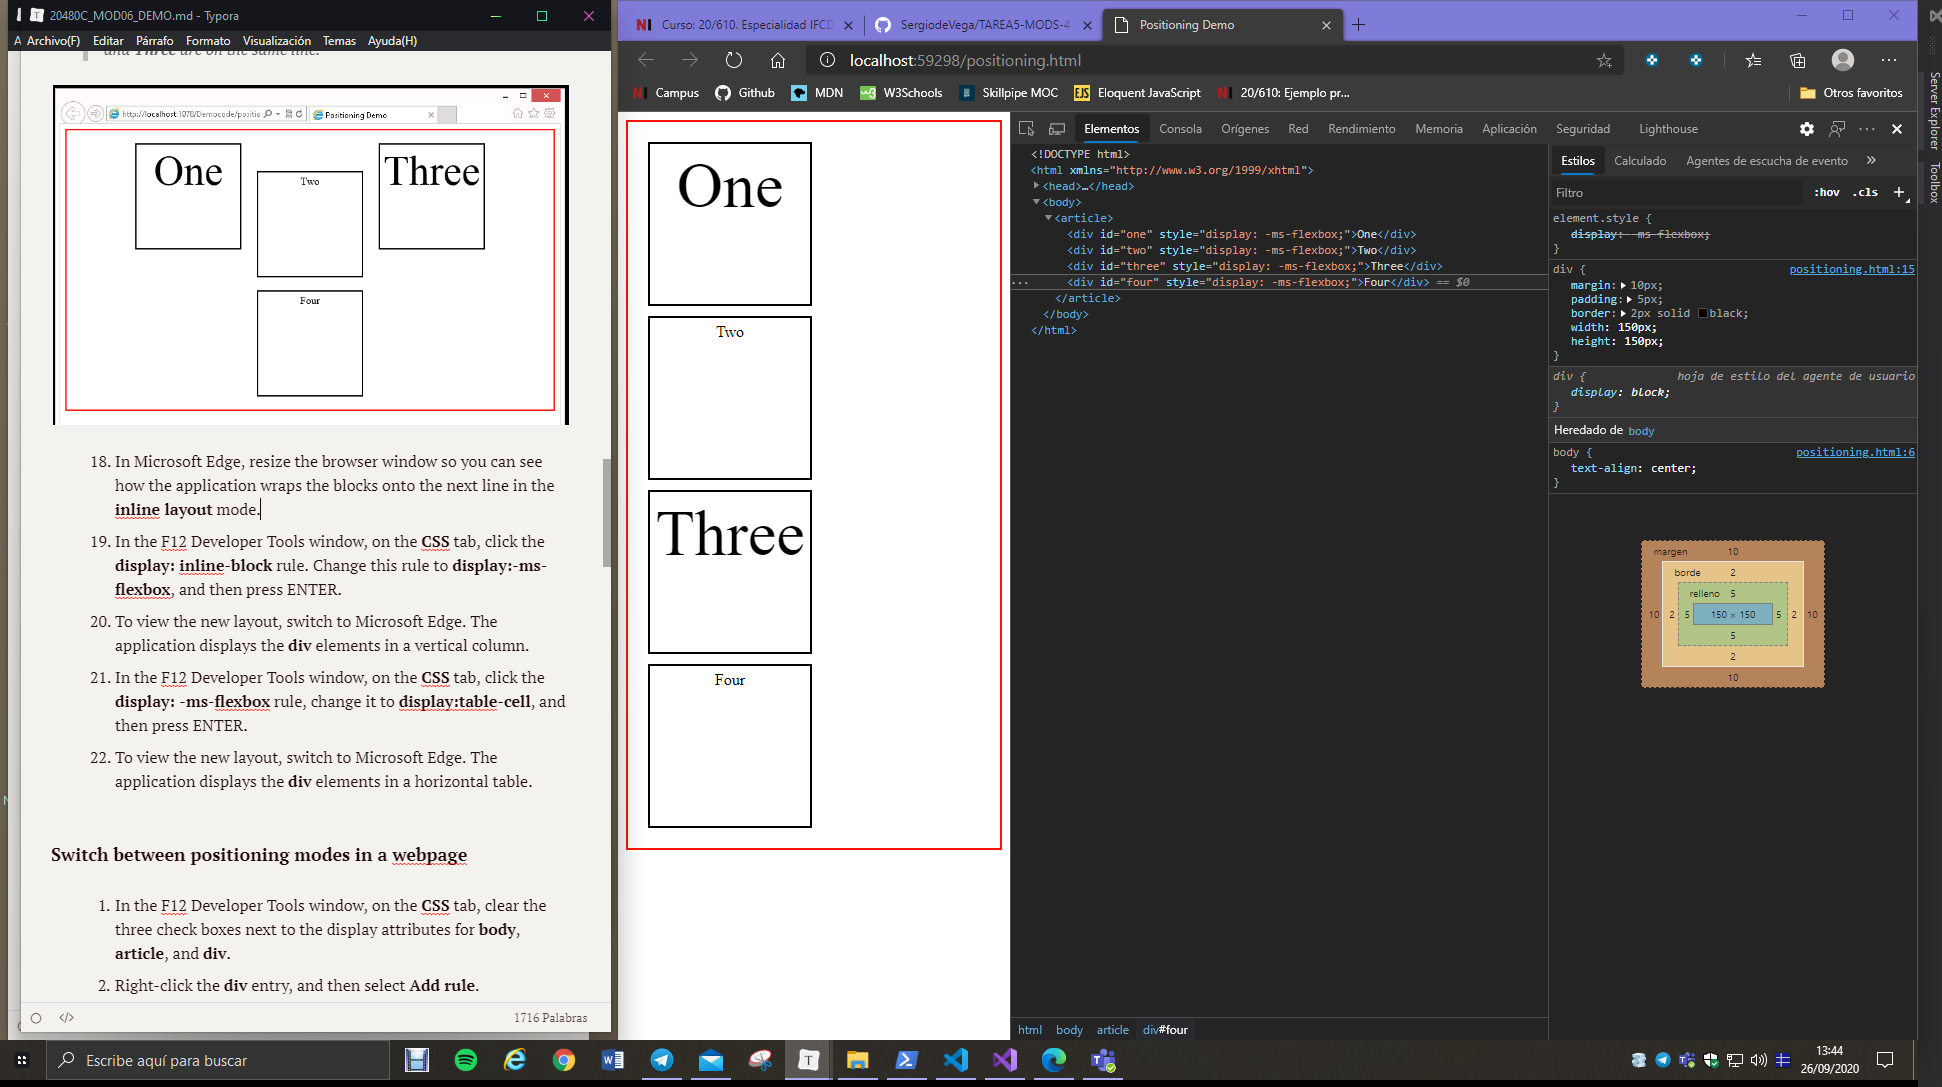 20480C_MOD06_DEMO.md - Typora
A Archivo(F) Editar Párrafo Formato Visualización Temas Ayuda(H)
and Three are on the same line.
http://localhost:1078/Democode/positio
Positioning Demo
One
Two
Three
Four
18. In Microsoft Edge, resize the browser window so you can see
how the application wraps the blocks onto the next line in the
inline layout mode.
19. In the F12 Developer Tools window, on the CSS tab, click the
display: inline-block rule. Change this rule to display:-ms-
flexbox, and then press ENTER.
20. To view the new layout, switch to Microsoft Edge. The
application displays the div elements in a vertical column.
21. In the F12 Developer Tools window, on the CSS tab, click the
display: -ms-flexbox rule, change it to display:table-cell, and
then press ENTER.
22. To view the new layout, switch to Microsoft Edge. The
application displays the div elements in a horizontal table.
Switch between positioning modes in a webpage
1. In the F12 Developer Tools window, on the CSS tab, clear the
three check boxes next to the display attributes for body,
article, and div.
2. Right-click the div entry, and then select Add rule.
</> 1716 Palabras
NI Curso: 20/610. Especialidad IFCD
SergiodeVega/TAREA5-MODS-4
Positioning Demo
localhost:59298/positioning.html
Campus Github MDN W3Schools Skillpipe MOC EJS Eloquent JavaScript NI 20/610: Ejemplo pr... Otros favoritos
One
Two
Three
Four
Elementos Consola Orígenes Red Rendimiento Memoria Aplicación Seguridad Lighthouse
<!DOCTYPE html>
<html xmlns="http://www.w3.org/1999/xhtml">
<head>…</head>
<body>
<article>
<div id="one" style="display: -ms-flexbox;">One</div>
<div id="two" style="display: -ms-flexbox;">Two</div>
<div id="three" style="display: -ms-flexbox;">Three</div>
<div id="four" style="display: -ms-flexbox;">Four</div> == $0
</article>
</body>
</html>
html body article div#four
Estilos Calculado Agentes de escucha de evento »
Filtro :hov .cls +
element.style {
display: -ms-flexbox;
}
div { positioning.html:15
margin: 10px;
padding: 5px;
border: 2px solid black;
width: 150px;
height: 150px;
}
div { hoja de estilo del agente de usuario
display: block;
}
Heredado de body
body { positioning.html:6
text-align: center;
}
margen 10
borde 2
relleno 5
10 2 5 150 × 150 5 2 10
5
2
10
Server Explorer
Toolbox
Escribe aquí para buscar
13:44
26/09/2020